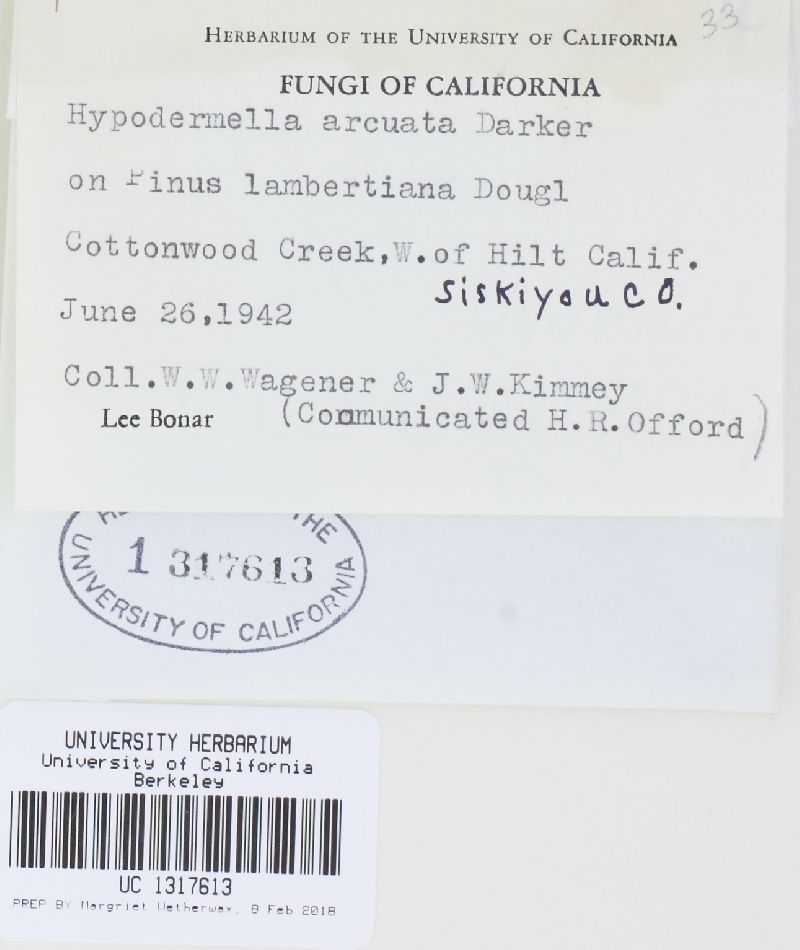 33
HERBARIUM OF THE UNIVERSITY OF CALIFORNIA
FUNGI OF CALIFORNIA
Hypodermella arcuata Darker
on Pinus lambertiana Dougl
Cottonwood Creek,W.of Hilt Calif.
Siskiyou CO.
June 26,1942
Coll.W.W.Wagener & J.W.Kimmey
Lee Bonar (Communicated H.R.Offord)
THE
1317613
UNIVERSITY OF CALIFORNIA
UNIVERSITY HERBARIUM
University of California
Berkeley
UC 1317613
PREP BY Margriet Wetherwax, 8 Feb 2018